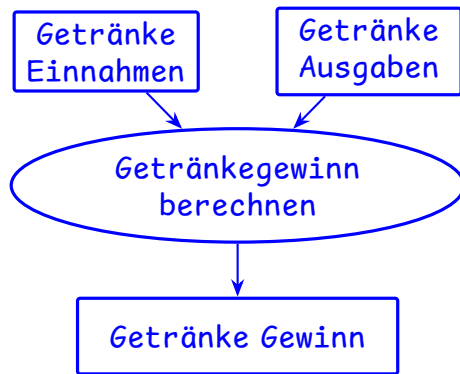 Getränke
Einnahmen
Getränke
Ausgaben
Getränkegewinn
berechnen
Getränke Gewinn